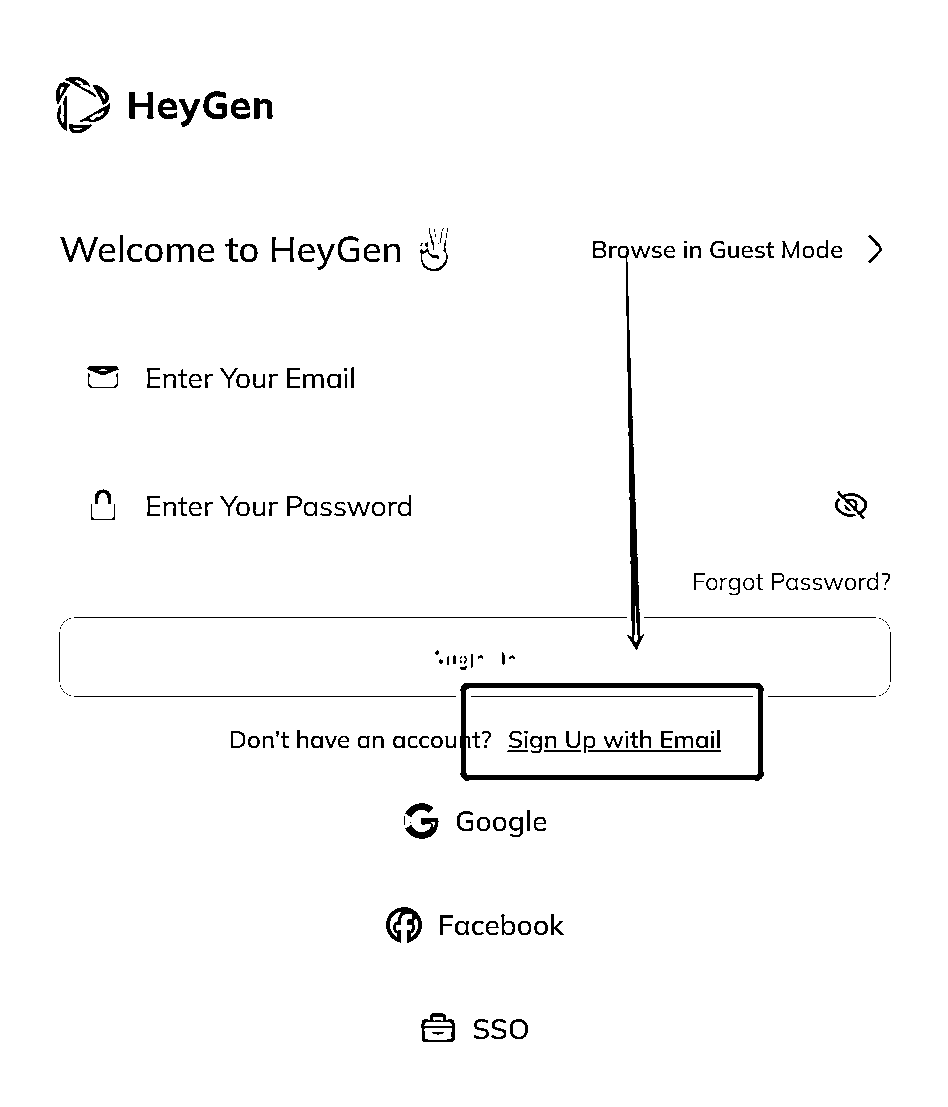 HeyGen
Welcome to HeyGen ✌
Browse in Guest Mode
Enter Your Email
Enter Your Password
Forgot Password?
Don't have an account? Sign Up with Email
Google
Facebook
SSO